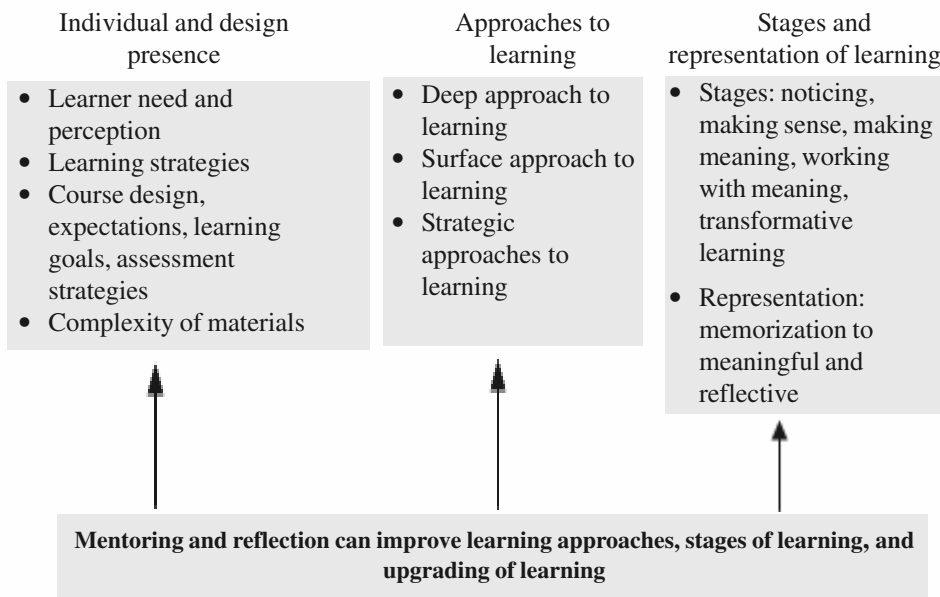 Individual and design
presence
• Learner need and
perception
• Learning strategies
• Course design,
expectations, learning
goals, assessment
strategies
• Complexity of materials
Approaches to
learning
• Deep approach to
learning
• Surface approach to
learning
• Strategic
approaches to
learning
Stages and
representation of learning
• Stages: noticing,
making sense, making
meaning, working
with meaning,
transformative
learning
• Representation:
memorization to
meaningful and
reflective
Mentoring and reflection can improve learning approaches, stages of learning, and
upgrading of learning